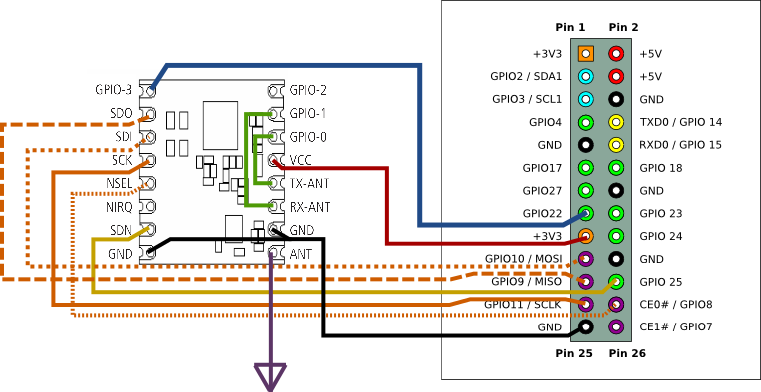 Pin 1 Pin 2
GPIO-3 GPIO-2
SDO GPIO-1
SDI GPIO-0
SCK VCC
NSEL TX-ANT
NIRQ RX-ANT
SDN GND
GND ANT
+3V3 +5V
GPIO2 / SDA1 +5V
GPIO3 / SCL1 GND
GPIO4 TXD0 / GPIO 14
GND RXD0 / GPIO 15
GPIO17 GPIO 18
GPIO27 GND
GPIO22 GPIO 23
+3V3 GPIO 24
GPIO10 / MOSI GND
GPIO9 / MISO GPIO 25
GPIO11 / SCLK CE0# / GPIO8
GND CE1# / GPIO7
Pin 25 Pin 26